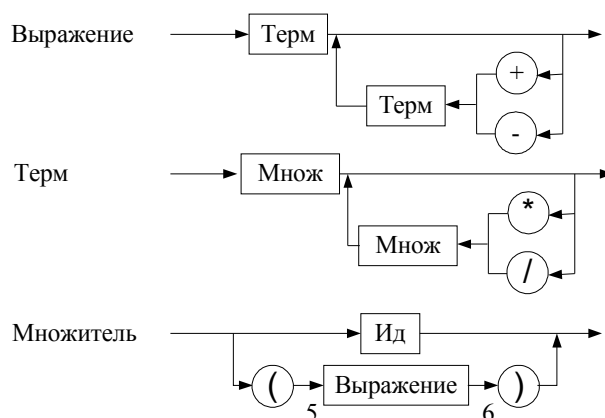 Выражение
Терм
+
Терм
-
Терм
Множ
*
Множ
/
Множитель
Ид
(
Выражение
)
5
6